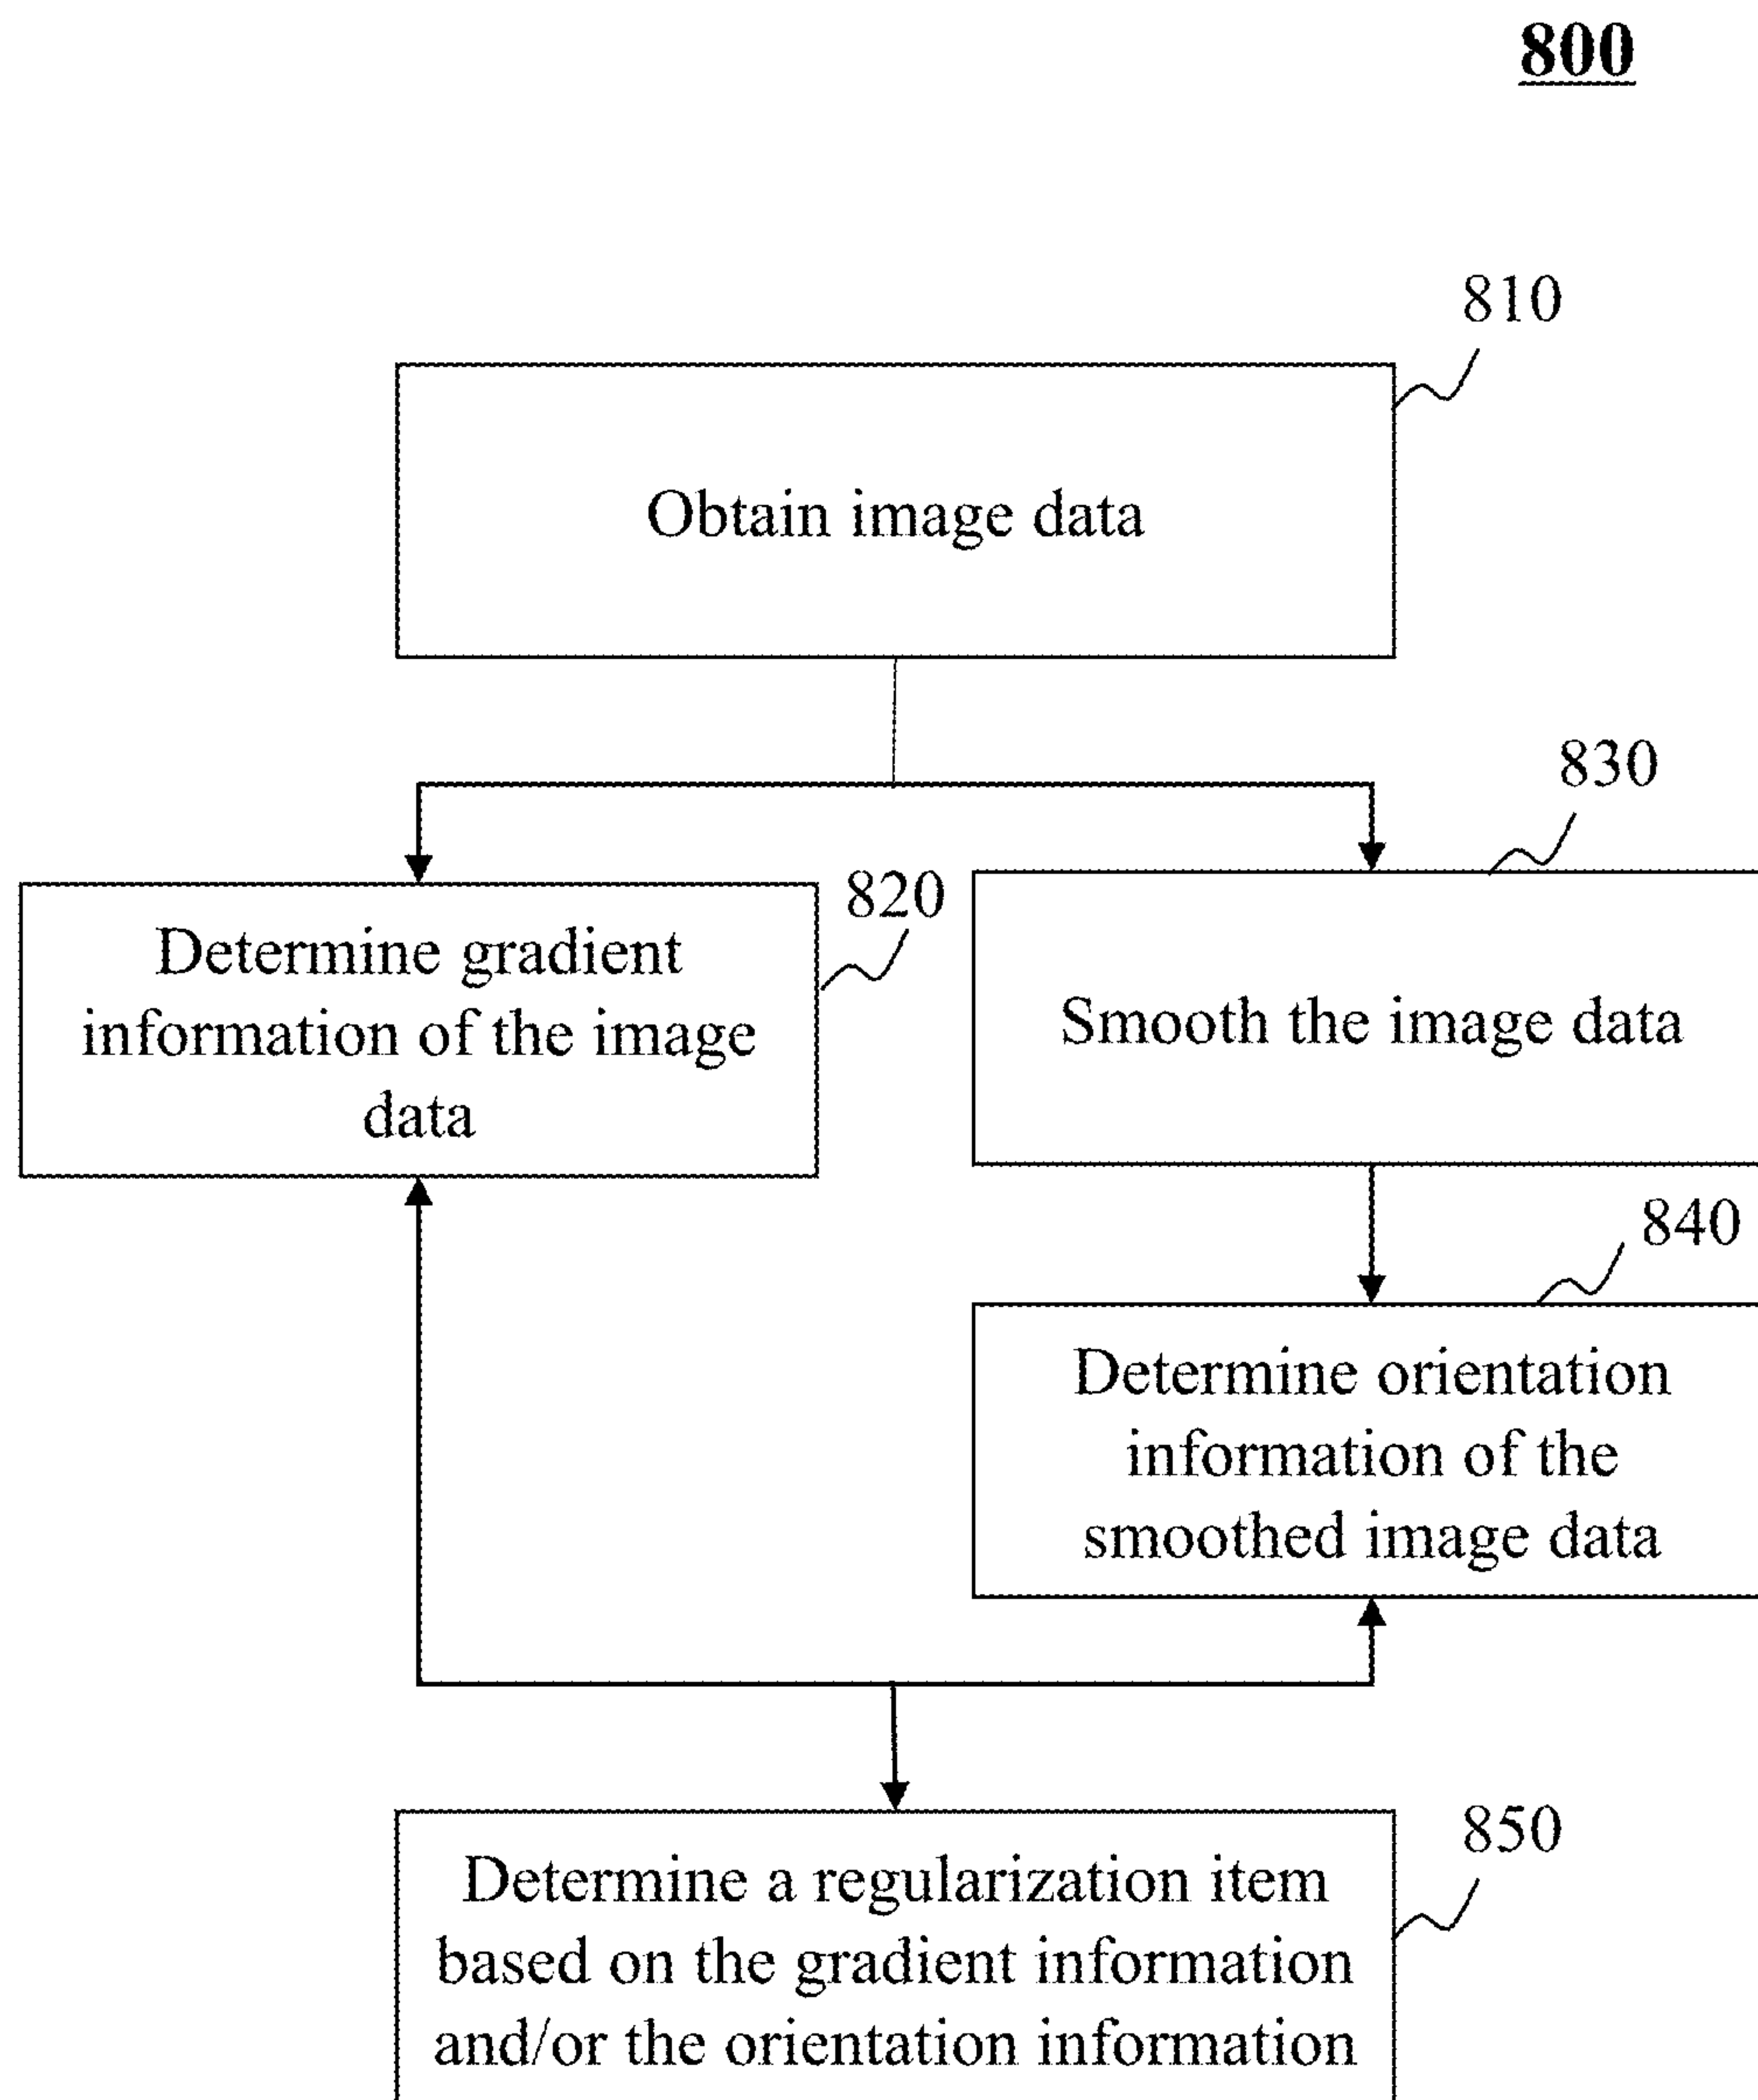 800
810
Obtain image data
830
820
Determine gradient
information of the image
data
Smooth the image data
840
Determine orientation
information of the
smoothed image data
850
Determine a regularization item
based on the gradient information
and/or the orientation information